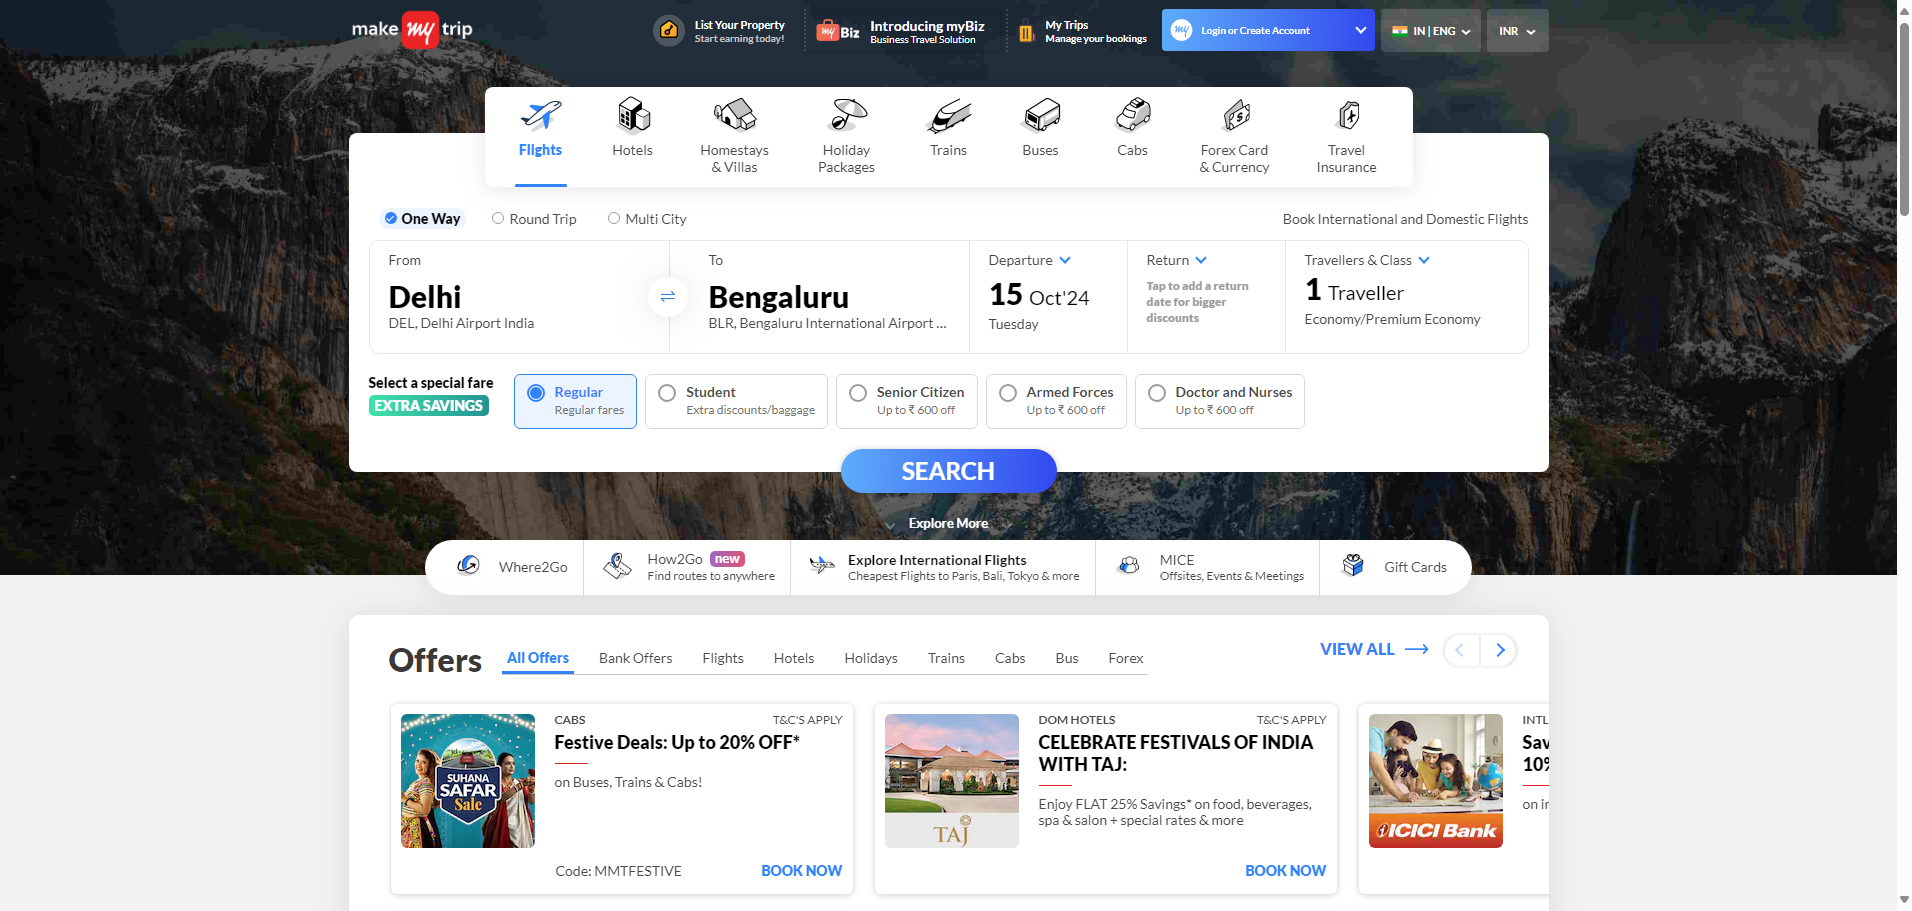 make my trip
List Your Property
Start earning today!
my Biz
Introducing myBiz
Business Travel Solution
My Trips
Manage your bookings
my
Login or Create Account
IN | ENG
INR
Flights
Hotels
Homestays
& Villas
Holiday
Packages
Trains
Buses
Cabs
Forex Card
& Currency
Travel
Insurance
One Way
Round Trip
Multi City
Book International and Domestic Flights
From
Delhi
DEL, Delhi Airport India
To
Bengaluru
BLR, Bengaluru International Airport ...
Departure
15 Oct'24
Tuesday
Return
Tap to add a return
date for bigger
discounts
Travellers & Class
1 Traveller
Economy/Premium Economy
Select a special fare
EXTRA SAVINGS
Regular
Regular fares
Student
Extra discounts/baggage
Senior Citizen
Up to ₹ 600 off
Armed Forces
Up to ₹ 600 off
Doctor and Nurses
Up to ₹ 600 off
SEARCH
Explore More
Where2Go
How2Go new
Find routes to anywhere
Explore International Flights
Cheapest Flights to Paris, Bali, Tokyo & more
MICE
Offsites, Events & Meetings
Gift Cards
Offers
All Offers
Bank Offers
Flights
Hotels
Holidays
Trains
Cabs
Bus
Forex
VIEW ALL
SUHANA
SAFAR
Sale
CABS
T&C'S APPLY
Festive Deals: Up to 20% OFF*
on Buses, Trains & Cabs!
Code: MMTFESTIVE
BOOK NOW
TAJ
DOM HOTELS
T&C'S APPLY
CELEBRATE FESTIVALS OF INDIA
WITH TAJ:
Enjoy FLAT 25% Savings* on food, beverages,
spa & salon + special rates & more
BOOK NOW
ICICI Bank
INTL
Sav
10%
on in